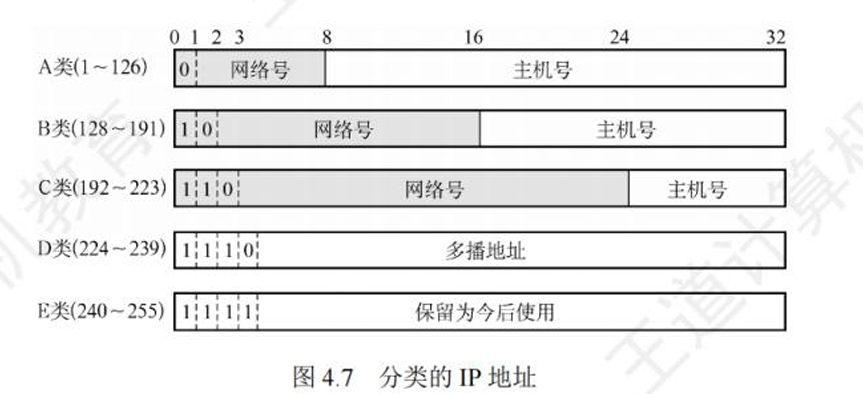 0 1 2 3 8 16 24 32
A类(1～126) 0 网络号 主机号
B类(128～191) 1 0 网络号 主机号
C类(192～223) 1 1 0 网络号 主机号
D类(224～239) 1 1 1 0 多播地址
E类(240～255) 1 1 1 1 保留为今后使用
图 4.7 分类的 IP 地址
王道计算机
机教育